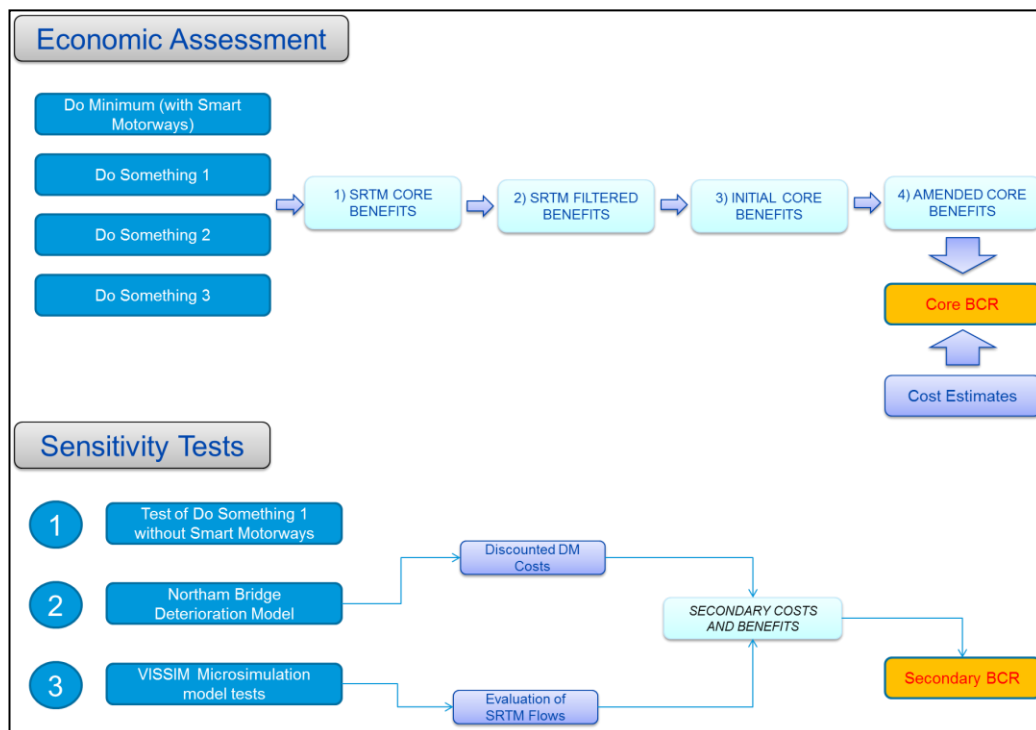 Economic Assessment
Do Minimum (with Smart
Motorways)
Do Something 1
Do Something 2
Do Something 3
1) SRTM CORE
BENEFITS
2) SRTM FILTERED
BENEFITS
3) INITIAL CORE
BENEFITS
4) AMENDED CORE
BENEFITS
Core BCR
Cost Estimates
Sensitivity Tests
1
Test of Do Something 1
without Smart Motorways
2
Northam Bridge
Deterioration Model
3
VISSIM Microsimulation
model tests
Discounted DM
Costs
Evaluation of
SRTM Flows
SECONDARY COSTS
AND BENEFITS
Secondary BCR